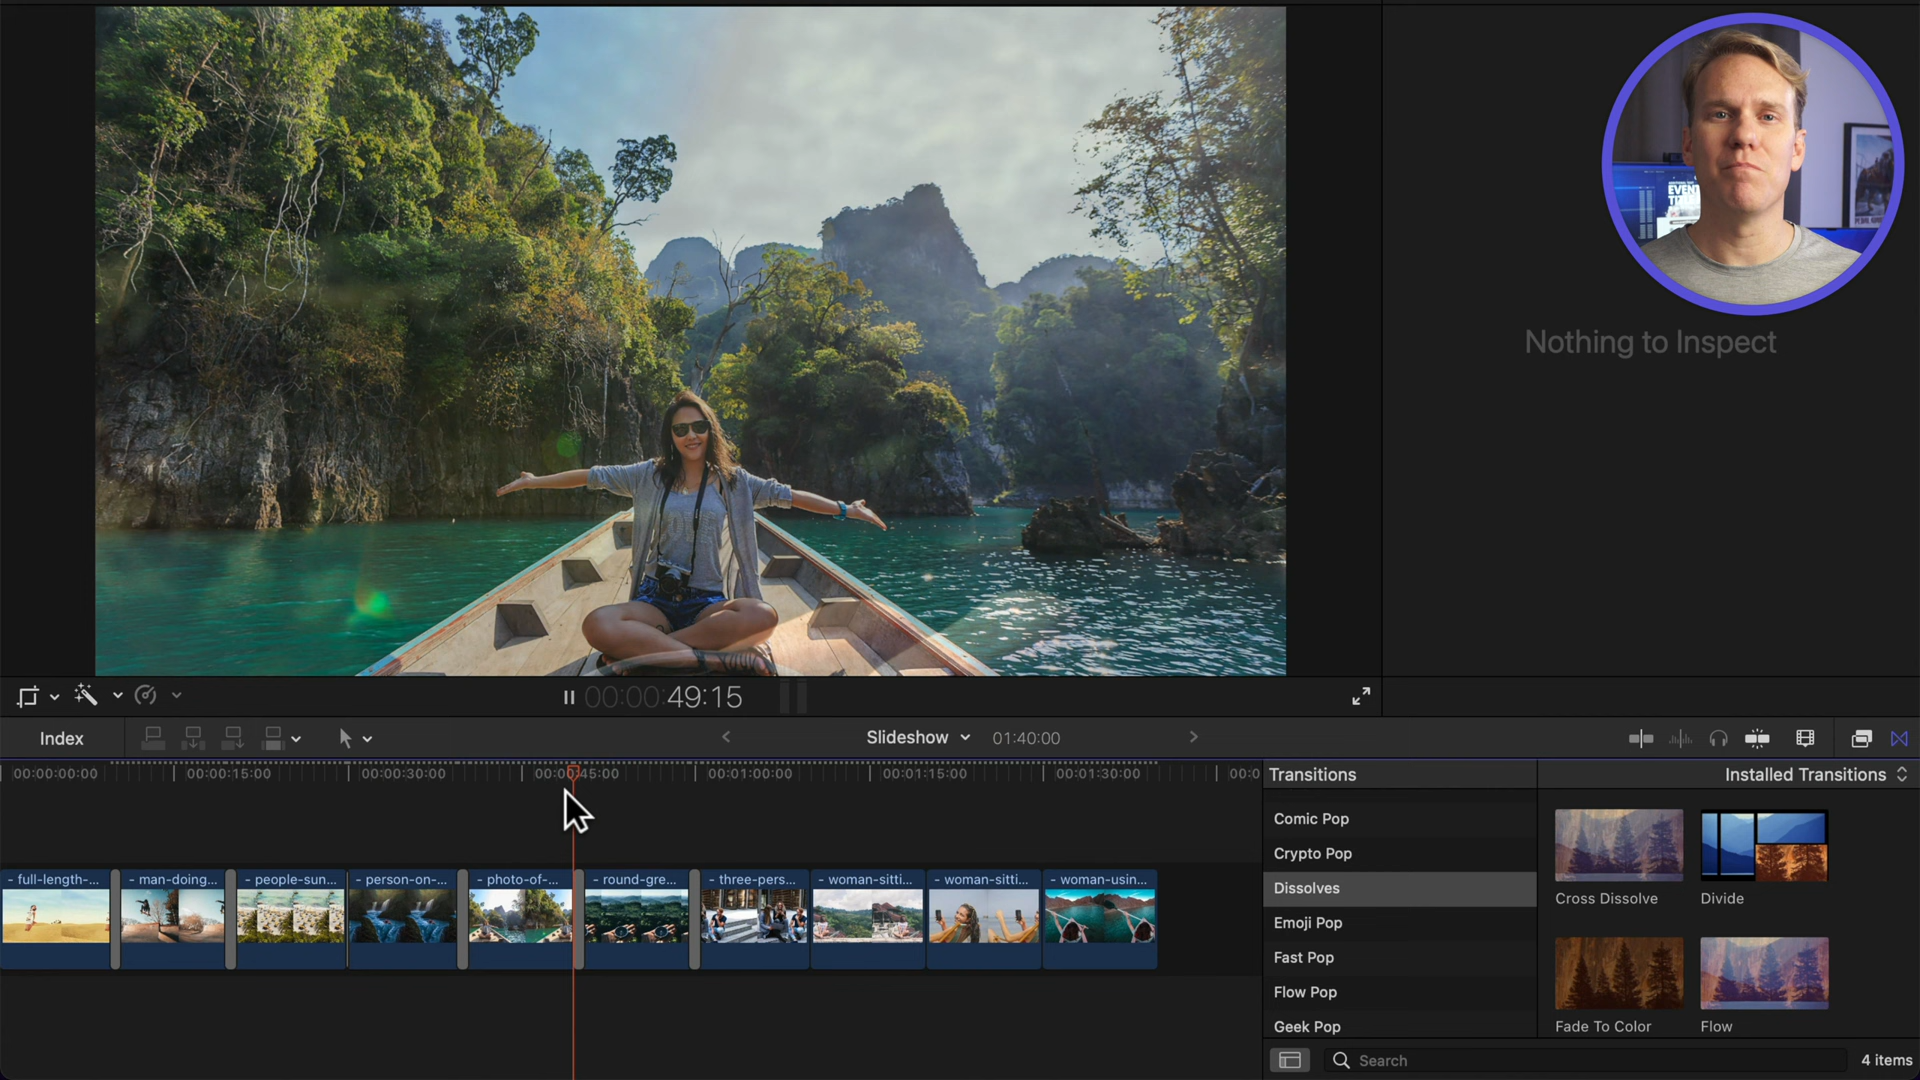 EVENT
TITLE
Nothing to Inspect
00:00:49:15
Index
Slideshow
01:40:00
00:00:00:00
00:00:15:00
00:00:30:00
00:00:45:00
00:01:00:00
00:01:15:00
00:01:30:00
00:0
- full-length-...
- man-doing...
- people-sun...
- person-on-...
- photo-of-...
- round-gre...
- three-pers...
- woman-sitti...
- woman-sitti...
- woman-usin...
Transitions
Installed Transitions
Comic Pop
Crypto Pop
Dissolves
Emoji Pop
Fast Pop
Flow Pop
Geek Pop
Cross Dissolve
Divide
Fade To Color
Flow
Search
4 items